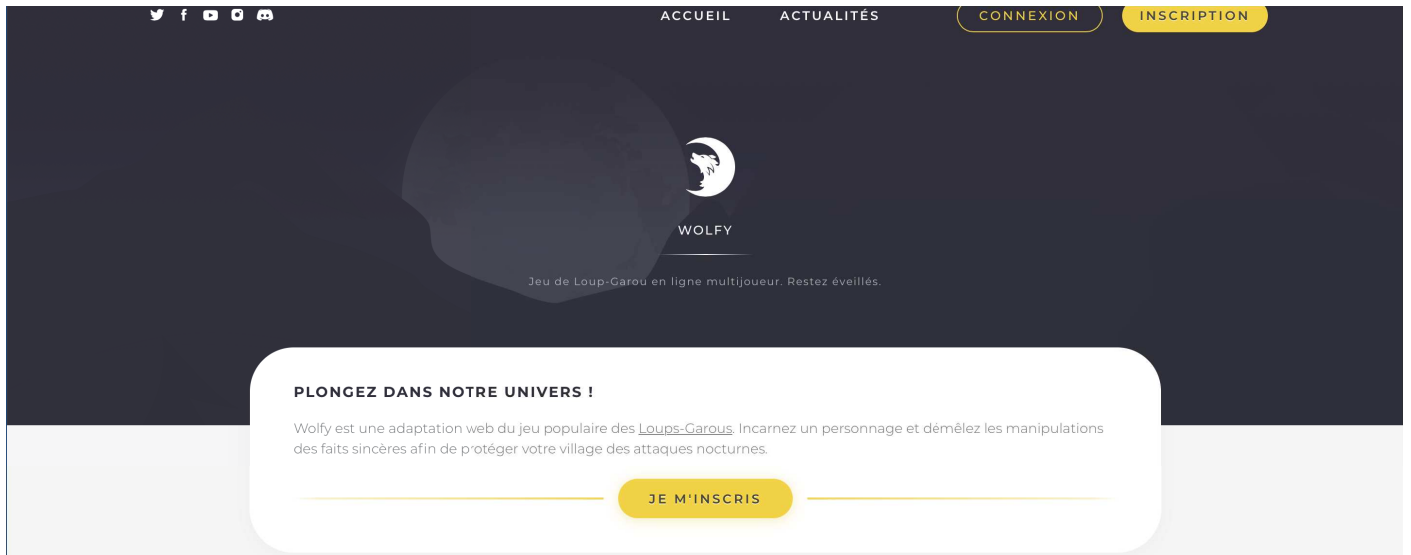 ACCUEIL ACTUALITÉS CONNEXION INSCRIPTION
WOLFY
Jeu de Loup-Garou en ligne multijoueur. Restez éveillés.
PLONGEZ DANS NOTRE UNIVERS !
Wolfy est une adaptation web du jeu populaire des Loups-Garous. Incarnez un personnage et démêlez les manipulations
des faits sincères afin de protéger votre village des attaques nocturnes.
JE M'INSCRIS